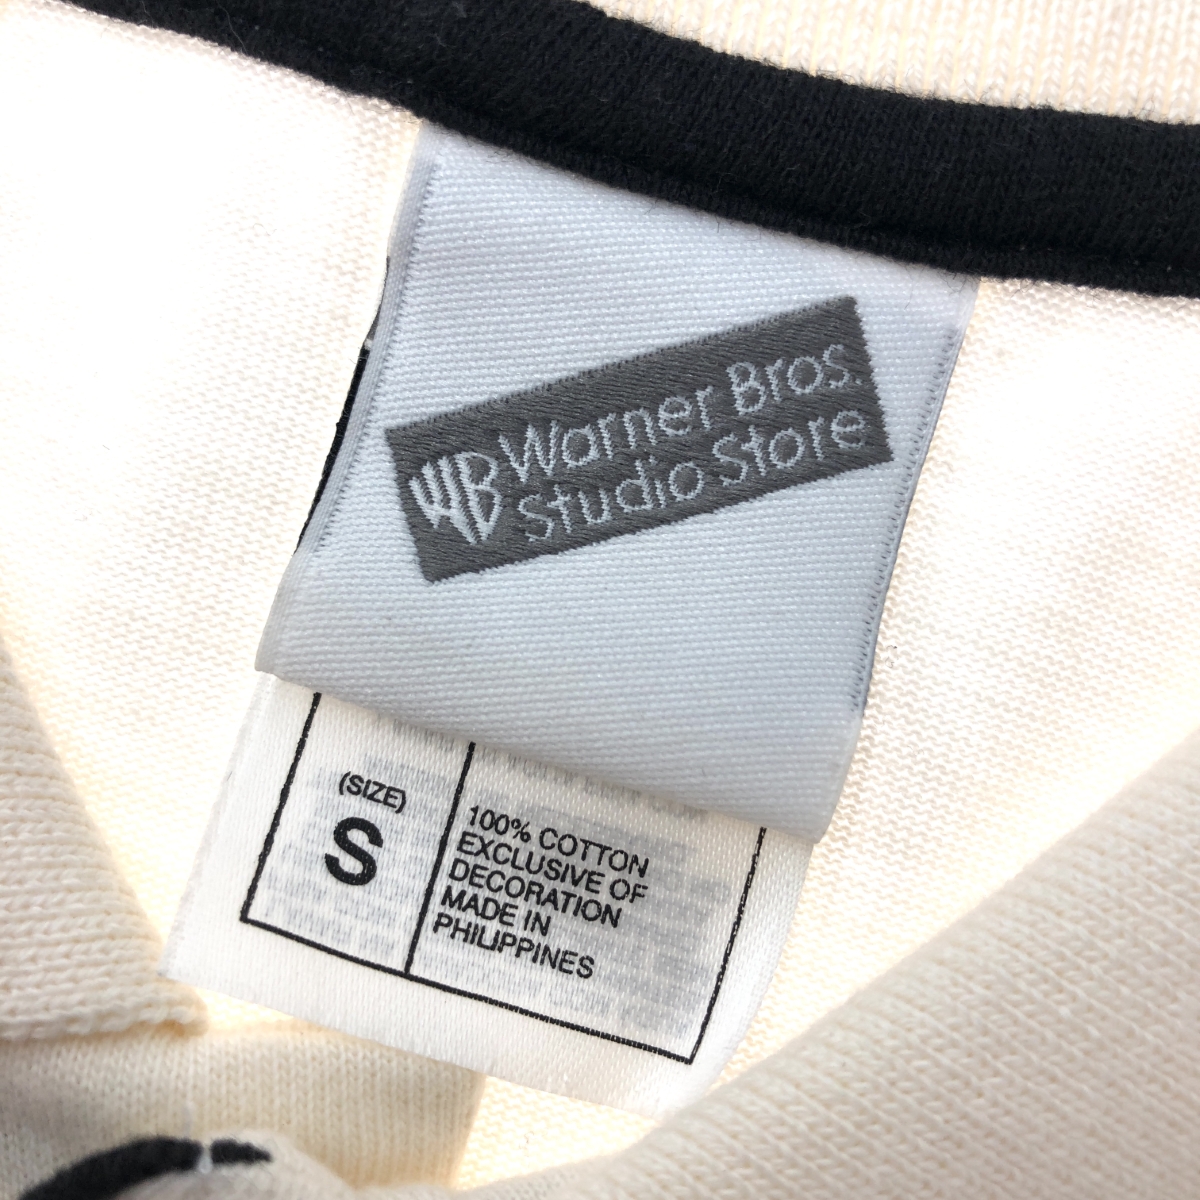 WB Warner Bros.
Studio Store
(SIZE)
S
100% COTTON
EXCLUSIVE OF
DECORATION
MADE IN
PHILIPPINES